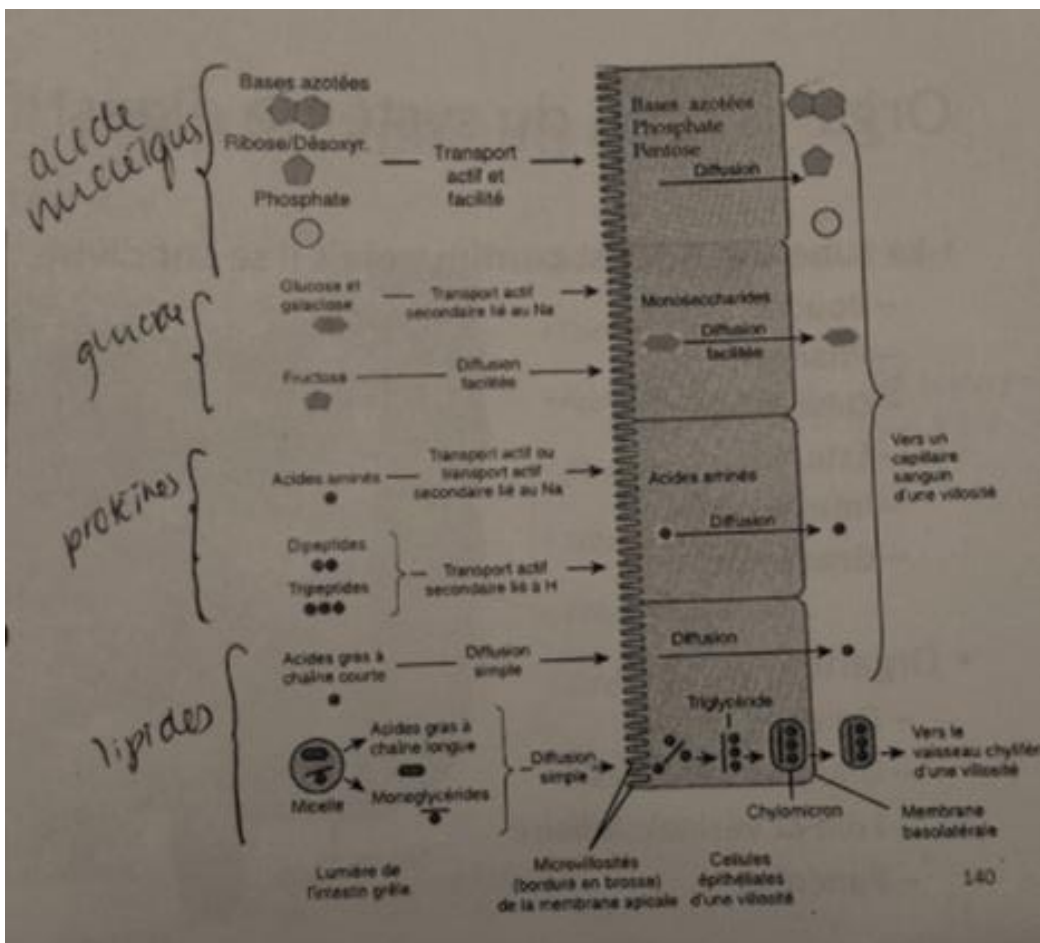 acide
nucléiques
Bases azotées
Ribose/Désoxyr.
Phosphate
Transport
actif et
facilité
Bases azotées
Phosphate
Pentose
Diffusion
glucide
Glucose et
galactose
Transport actif
secondaire lié au Na
Fructose
Diffusion
facilitée
Monosaccharides
Diffusion
facilitée
protéines
Acides aminés
Transport actif ou
transport actif
secondaire lié au Na
Dipeptides
Tripeptides
Transport actif
secondaire lié à H
Acides aminés
Diffusion
Vers un
capillaire
sanguin
d'une villosité
lipides
Acides gras à
chaîne courte
Diffusion
simple
Diffusion
Micelle
Acides gras à
chaîne longue
Monoglycérides
Diffusion
simple
Triglycéride
Chylomicron
Vers le
vaisseau chylifère
d'une villosité
Membrane
basolatérale
Lumière de
l'intestin grêle
Microvillosités
(bordure en brosse)
de la membrane apicale
Cellules
épithéliales
d'une villosité
140